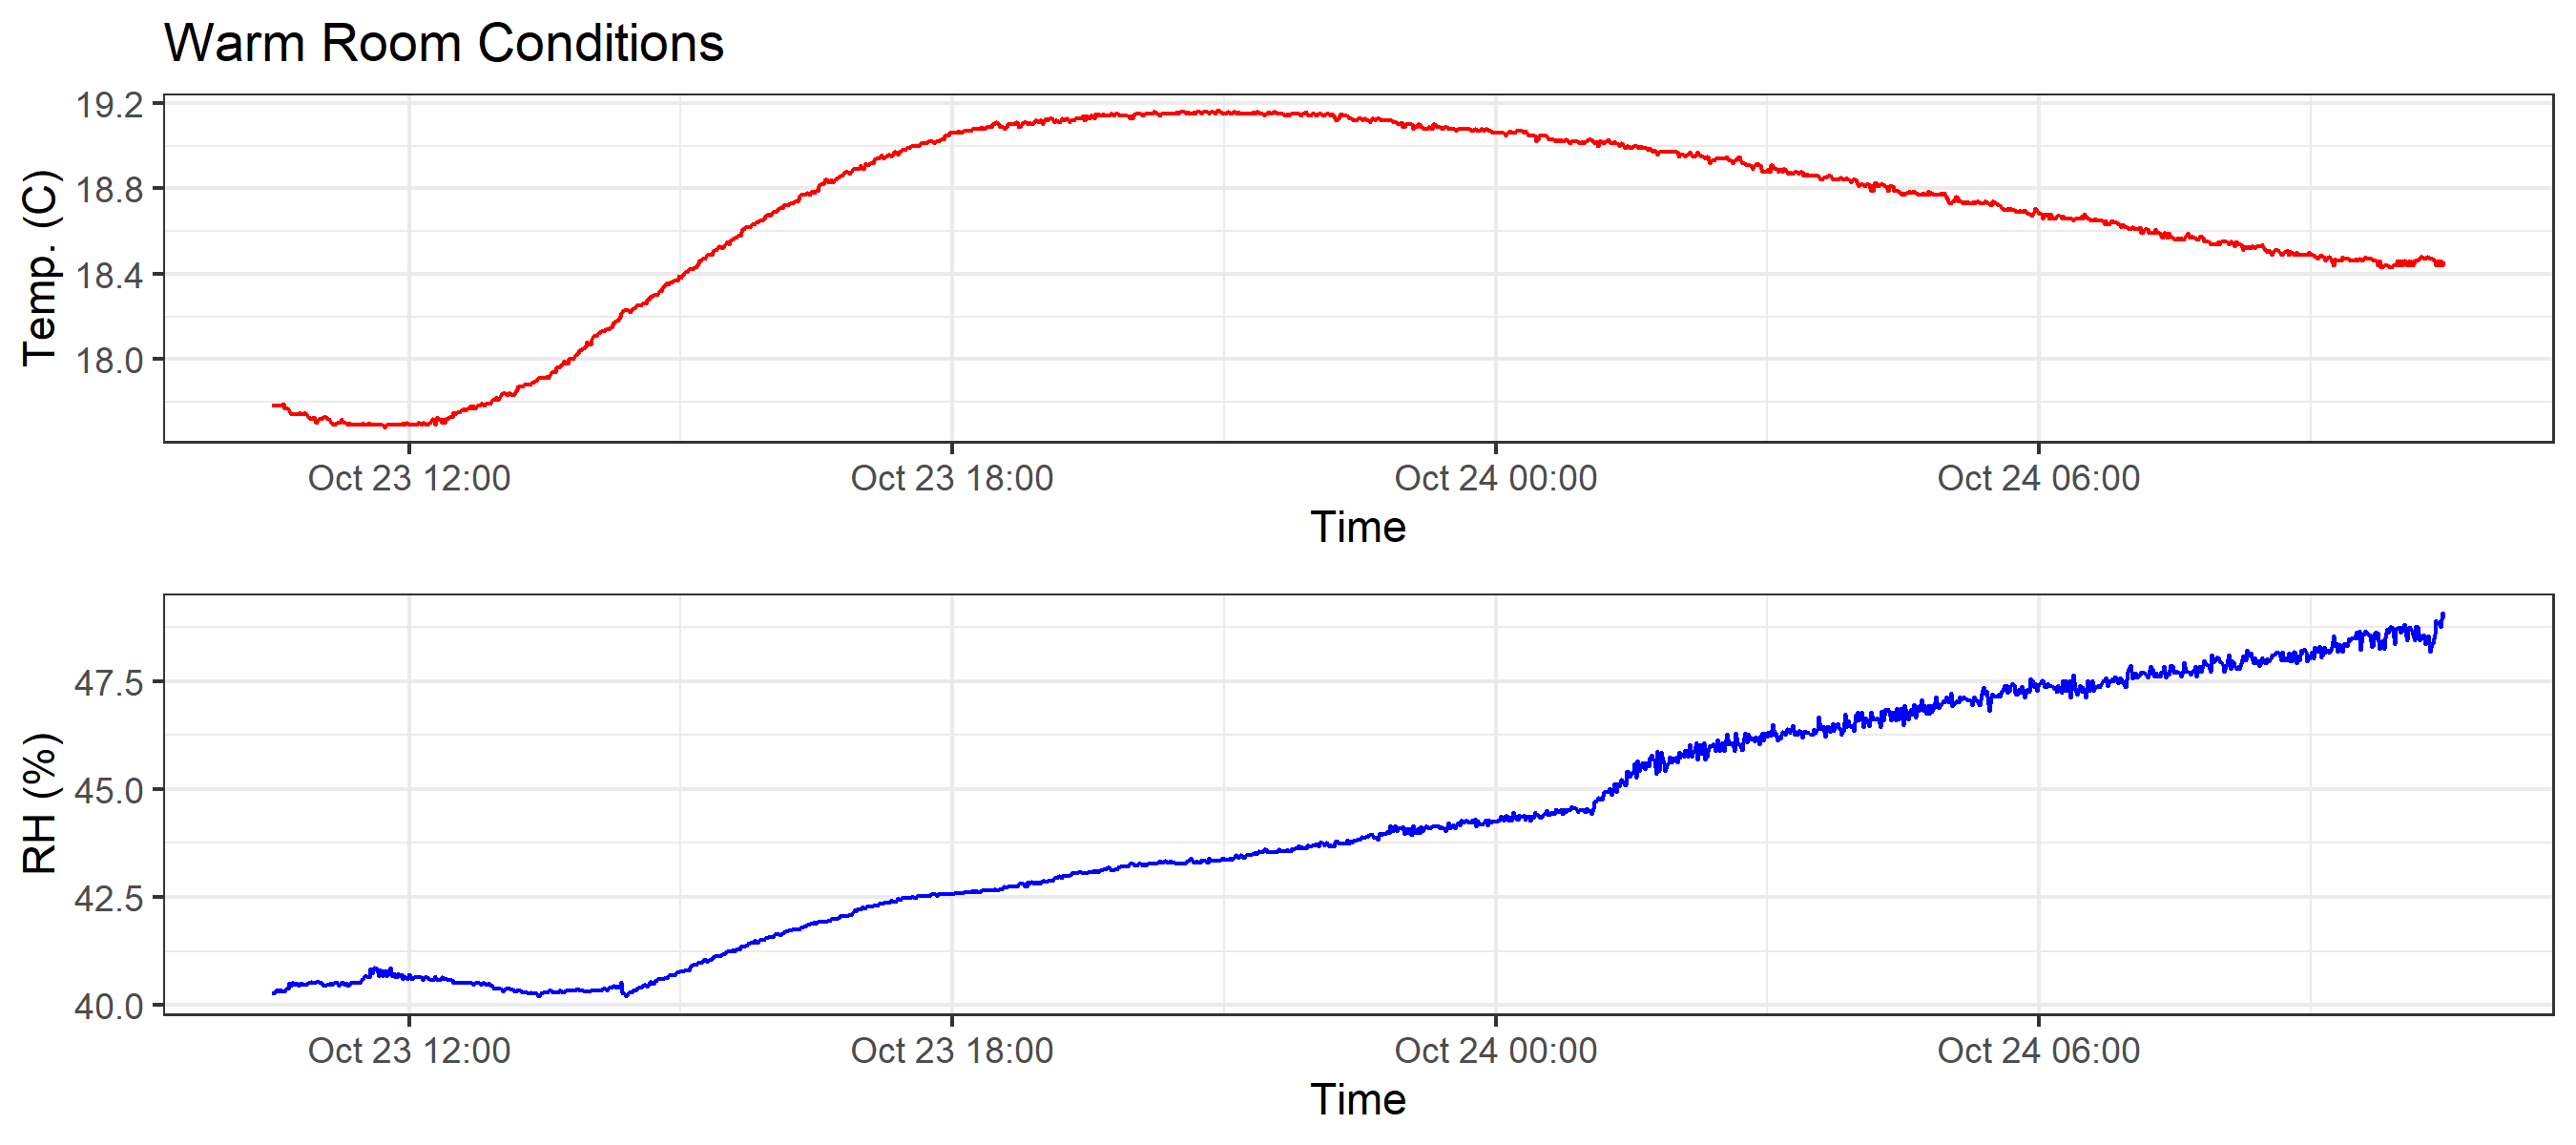 Warm Room Conditions
Temp. (C)
19.2
18.8
18.4
18.0
Oct 23 12:00 Oct 23 18:00 Oct 24 00:00 Oct 24 06:00
Time
RH (%)
47.5
45.0
42.5
40.0
Oct 23 12:00 Oct 23 18:00 Oct 24 00:00 Oct 24 06:00
Time